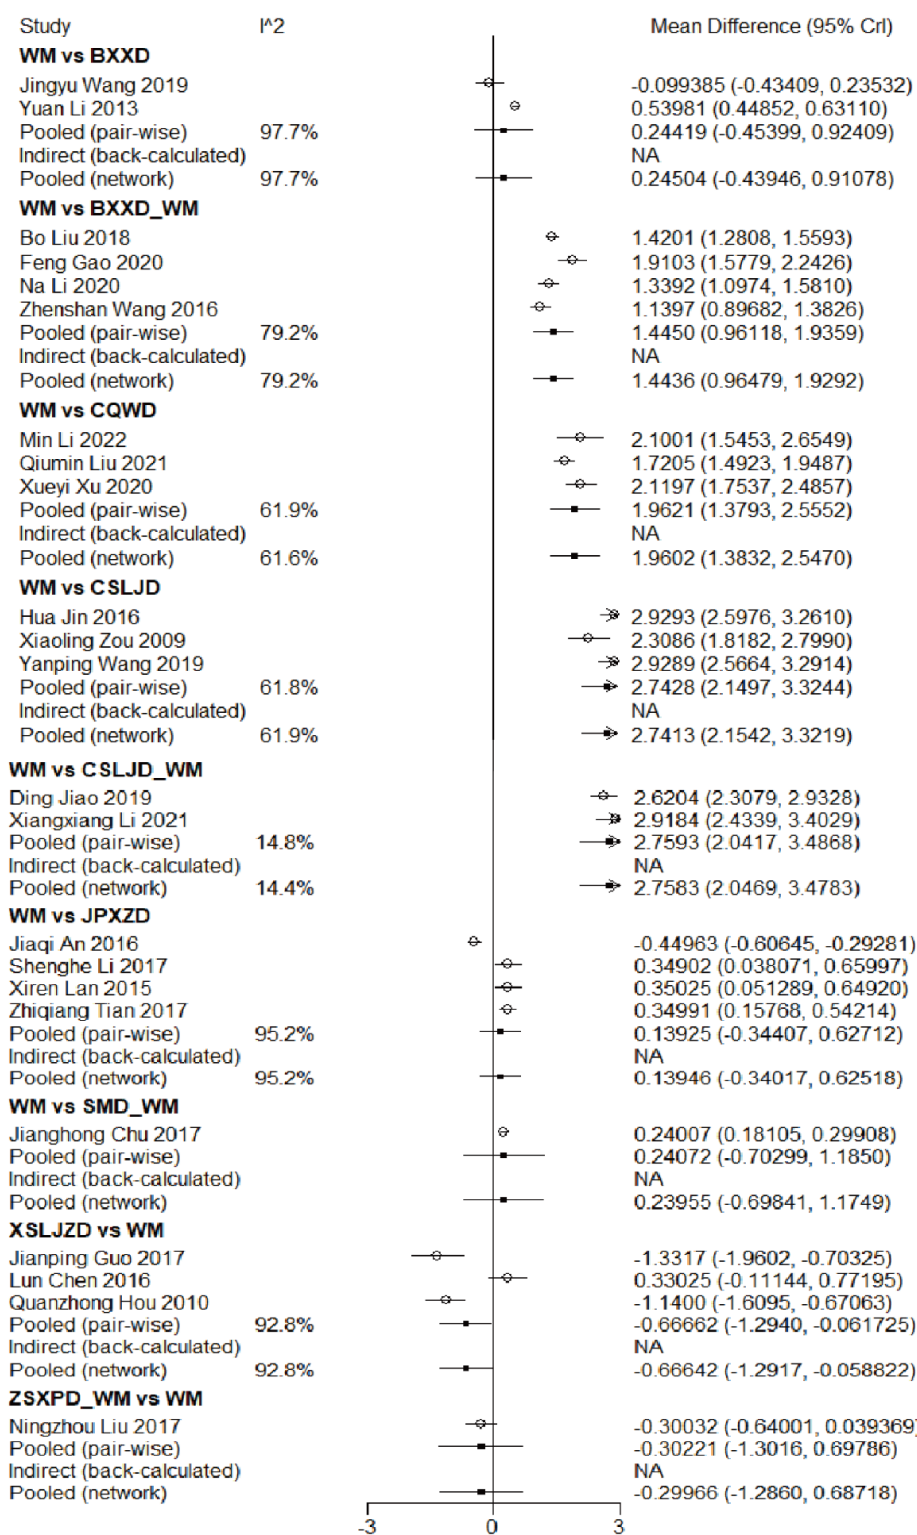 Study I^2 Mean Difference (95% CrI)
WM vs BXXD
Jingyu Wang 2019 -0.099385 (-0.43409, 0.23532)
Yuan Li 2013 0.53981 (0.44852, 0.63110)
Pooled (pair-wise) 97.7% 0.24419 (-0.45399, 0.92409)
Indirect (back-calculated) NA
Pooled (network) 97.7% 0.24504 (-0.43946, 0.91078)
WM vs BXXD_WM
Bo Liu 2018 1.4201 (1.2808, 1.5593)
Feng Gao 2020 1.9103 (1.5779, 2.2426)
Na Li 2020 1.3392 (1.0974, 1.5810)
Zhenshan Wang 2016 1.1397 (0.89682, 1.3826)
Pooled (pair-wise) 79.2% 1.4450 (0.96118, 1.9359)
Indirect (back-calculated) NA
Pooled (network) 79.2% 1.4436 (0.96479, 1.9292)
WM vs CQWD
Min Li 2022 2.1001 (1.5453, 2.6549)
Qiumin Liu 2021 1.7205 (1.4923, 1.9487)
Xueyi Xu 2020 2.1197 (1.7537, 2.4857)
Pooled (pair-wise) 61.9% 1.9621 (1.3793, 2.5552)
Indirect (back-calculated) NA
Pooled (network) 61.6% 1.9602 (1.3832, 2.5470)
WM vs CSLJD
Hua Jin 2016 2.9293 (2.5976, 3.2610)
Xiaoling Zou 2009 2.3086 (1.8182, 2.7990)
Yanping Wang 2019 2.9289 (2.5664, 3.2914)
Pooled (pair-wise) 61.8% 2.7428 (2.1497, 3.3244)
Indirect (back-calculated) NA
Pooled (network) 61.9% 2.7413 (2.1542, 3.3219)
WM vs CSLJD_WM
Ding Jiao 2019 2.6204 (2.3079, 2.9328)
Xiangxiang Li 2021 2.9184 (2.4339, 3.4029)
Pooled (pair-wise) 14.8% 2.7593 (2.0417, 3.4868)
Indirect (back-calculated) NA
Pooled (network) 14.4% 2.7583 (2.0469, 3.4783)
WM vs JPXZD
Jiaqi An 2016 -0.44963 (-0.60645, -0.29281)
Shenghe Li 2017 0.34902 (0.038071, 0.65997)
Xiren Lan 2015 0.35025 (0.051289, 0.64920)
Zhiqiang Tian 2017 0.34991 (0.15768, 0.54214)
Pooled (pair-wise) 95.2% 0.13925 (-0.34407, 0.62712)
Indirect (back-calculated) NA
Pooled (network) 95.2% 0.13946 (-0.34017, 0.62518)
WM vs SMD_WM
Jianghong Chu 2017 0.24007 (0.18105, 0.29908)
Pooled (pair-wise) 0.24072 (-0.70299, 1.1850)
Indirect (back-calculated) NA
Pooled (network) 0.23955 (-0.69841, 1.1749)
XSLJZD vs WM
Jianping Guo 2017 -1.3317 (-1.9602, -0.70325)
Lun Chen 2016 0.33025 (-0.11144, 0.77195)
Quanzhong Hou 2010 -1.1400 (-1.6095, -0.67063)
Pooled (pair-wise) 92.8% -0.66662 (-1.2940, -0.061725)
Indirect (back-calculated) NA
Pooled (network) 92.8% -0.66642 (-1.2917, -0.058822)
ZSXPD_WM vs WM
Ningzhou Liu 2017 -0.30032 (-0.64001, 0.039369)
Pooled (pair-wise) -0.30221 (-1.3016, 0.69786)
Indirect (back-calculated) NA
Pooled (network) -0.29966 (-1.2860, 0.68718)
-3 0 3